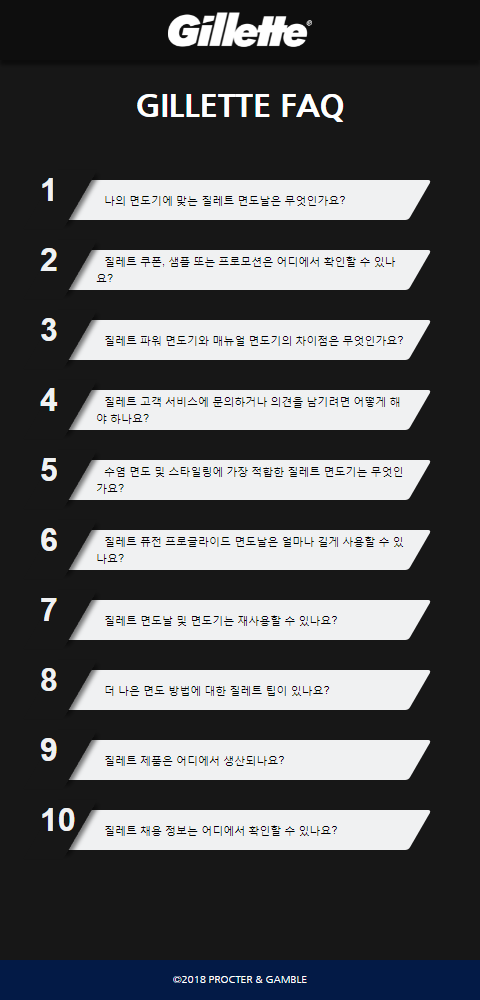 Gillette®
GILLETTE FAQ
1
나의 면도기에 맞는 질레트 면도날은 무엇인가요?
2
질레트 쿠폰, 샘플 또는 프로모션은 어디에서 확인할 수 있나
요?
3
질레트 파워 면도기와 매뉴얼 면도기의 차이점은 무엇인가요?
4
질레트 고객 서비스에 문의하거나 의견을 남기려면 어떻게 해
야 하나요?
5
수염 면도 및 스타일링에 가장 적합한 질레트 면도기는 무엇인
가요?
6
질레트 퓨전 프로글라이드 면도날은 얼마나 길게 사용할 수 있
나요?
7
질레트 면도날 및 면도기는 재사용할 수 있나요?
8
더 나은 면도 방법에 대한 질레트 팁이 있나요?
9
질레트 제품은 어디에서 생산되나요?
10
질레트 채용 정보는 어디에서 확인할 수 있나요?
©2018 PROCTER & GAMBLE